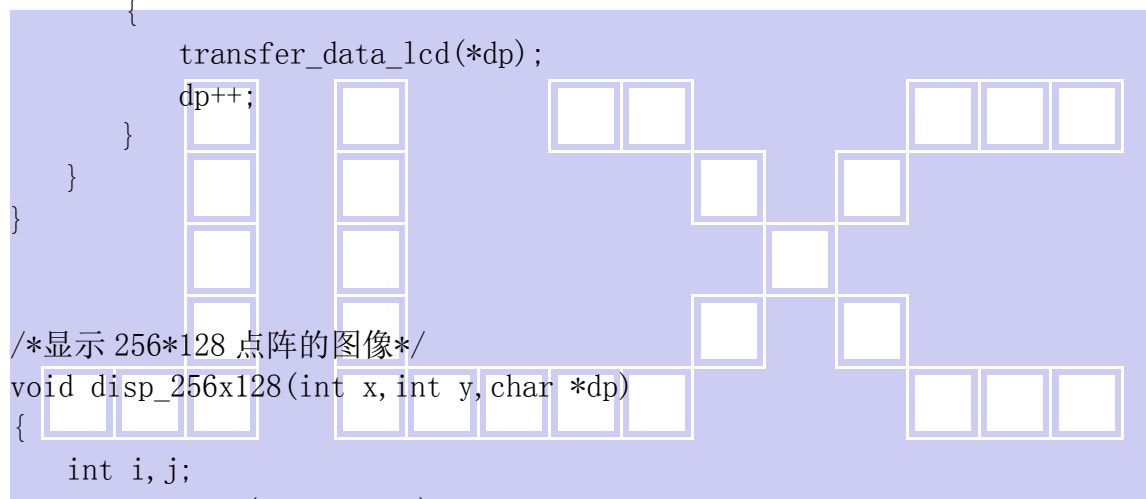 {
transfer_data_lcd(*dp);
dp++;
}
}
}
/*显示 256*128 点阵的图像*/
void disp_256x128(int x,int y,char *dp)
{
int i,j;